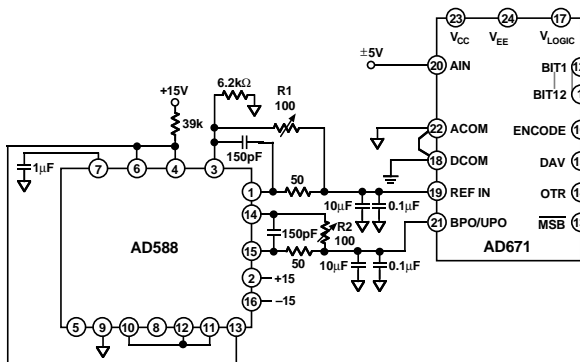 23 24 17
VCC VEE VLOGIC
±5V 20 AIN BIT1
BIT12
+15V 6.2kΩ R1
100
39k
22 ACOM ENCODE
150pF
1µF 7 6 4 3
18 DCOM DAV
1 50 19 REF IN OTR
14 10µF 0.1µF
150pF R2
100
21 BPO/UPO MSB
AD588 AD671
15 50 10µF 0.1µF
2 +15
16 –15
5 9 10 8 12 11 13